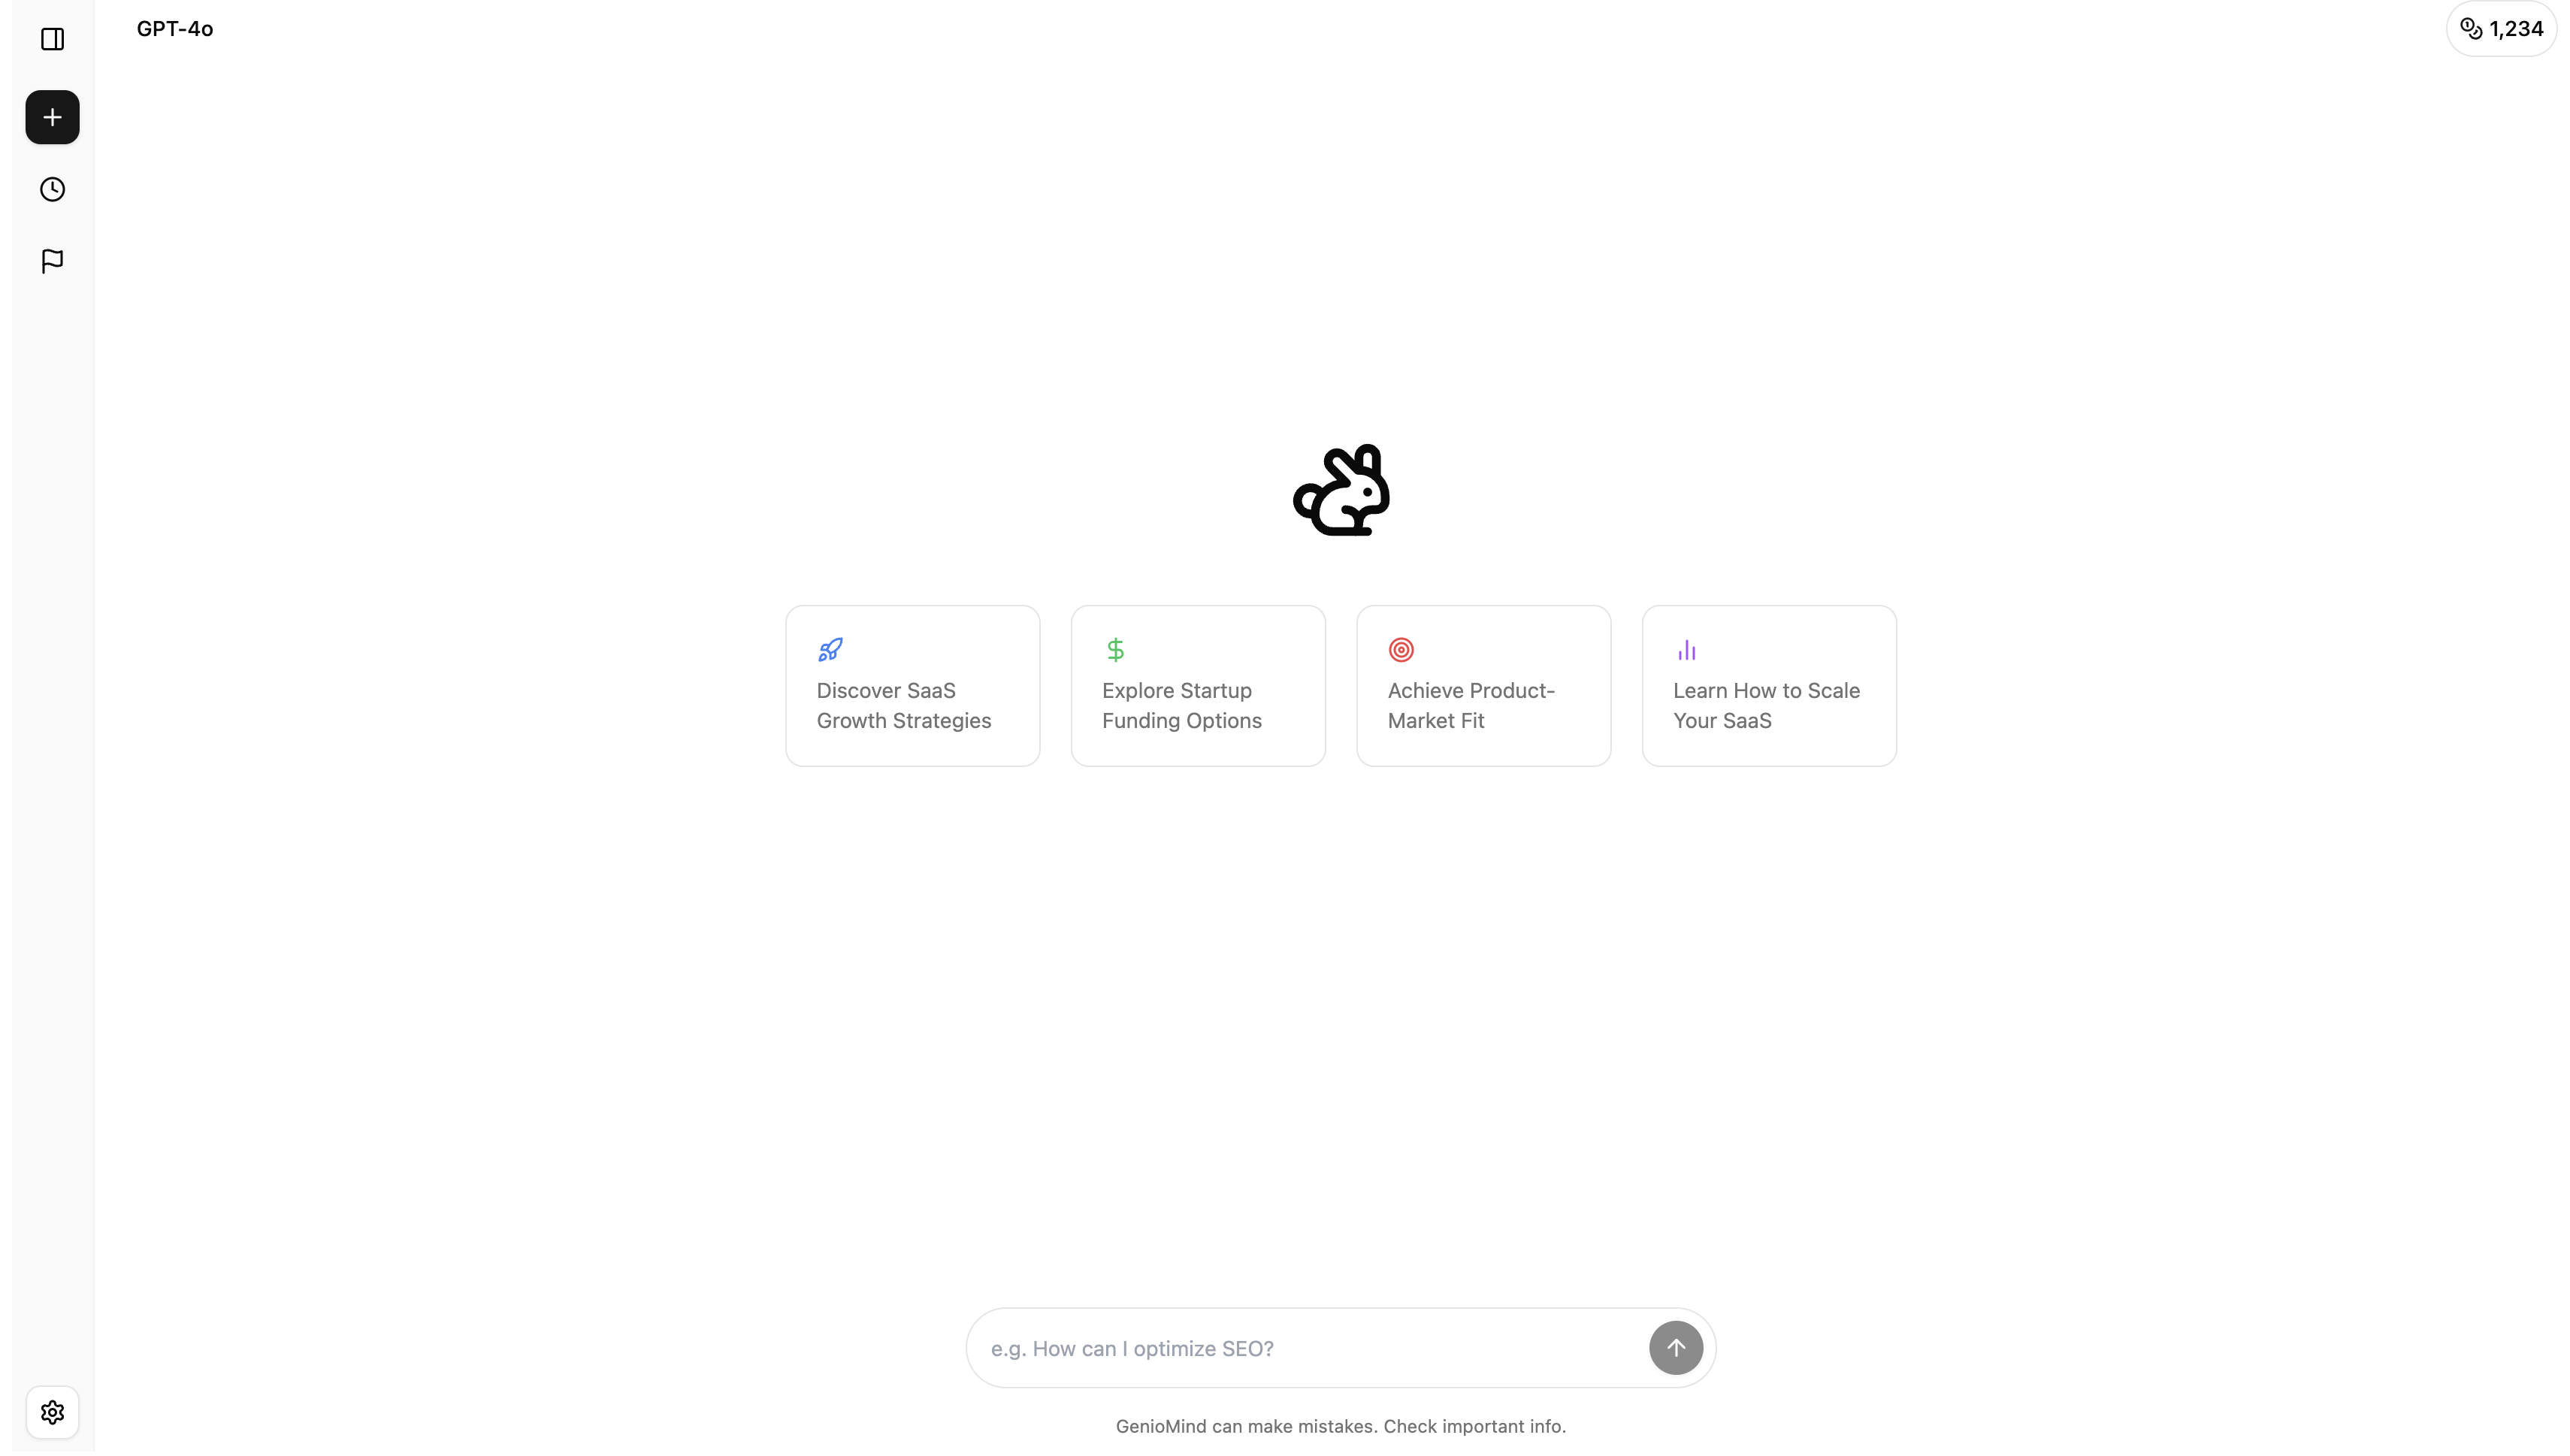 GPT-4o
1,234
Discover SaaS
Growth Strategies
Explore Startup
Funding Options
Achieve Product-
Market Fit
Learn How to Scale
Your SaaS
e.g. How can I optimize SEO?
GenioMind can make mistakes. Check important info.